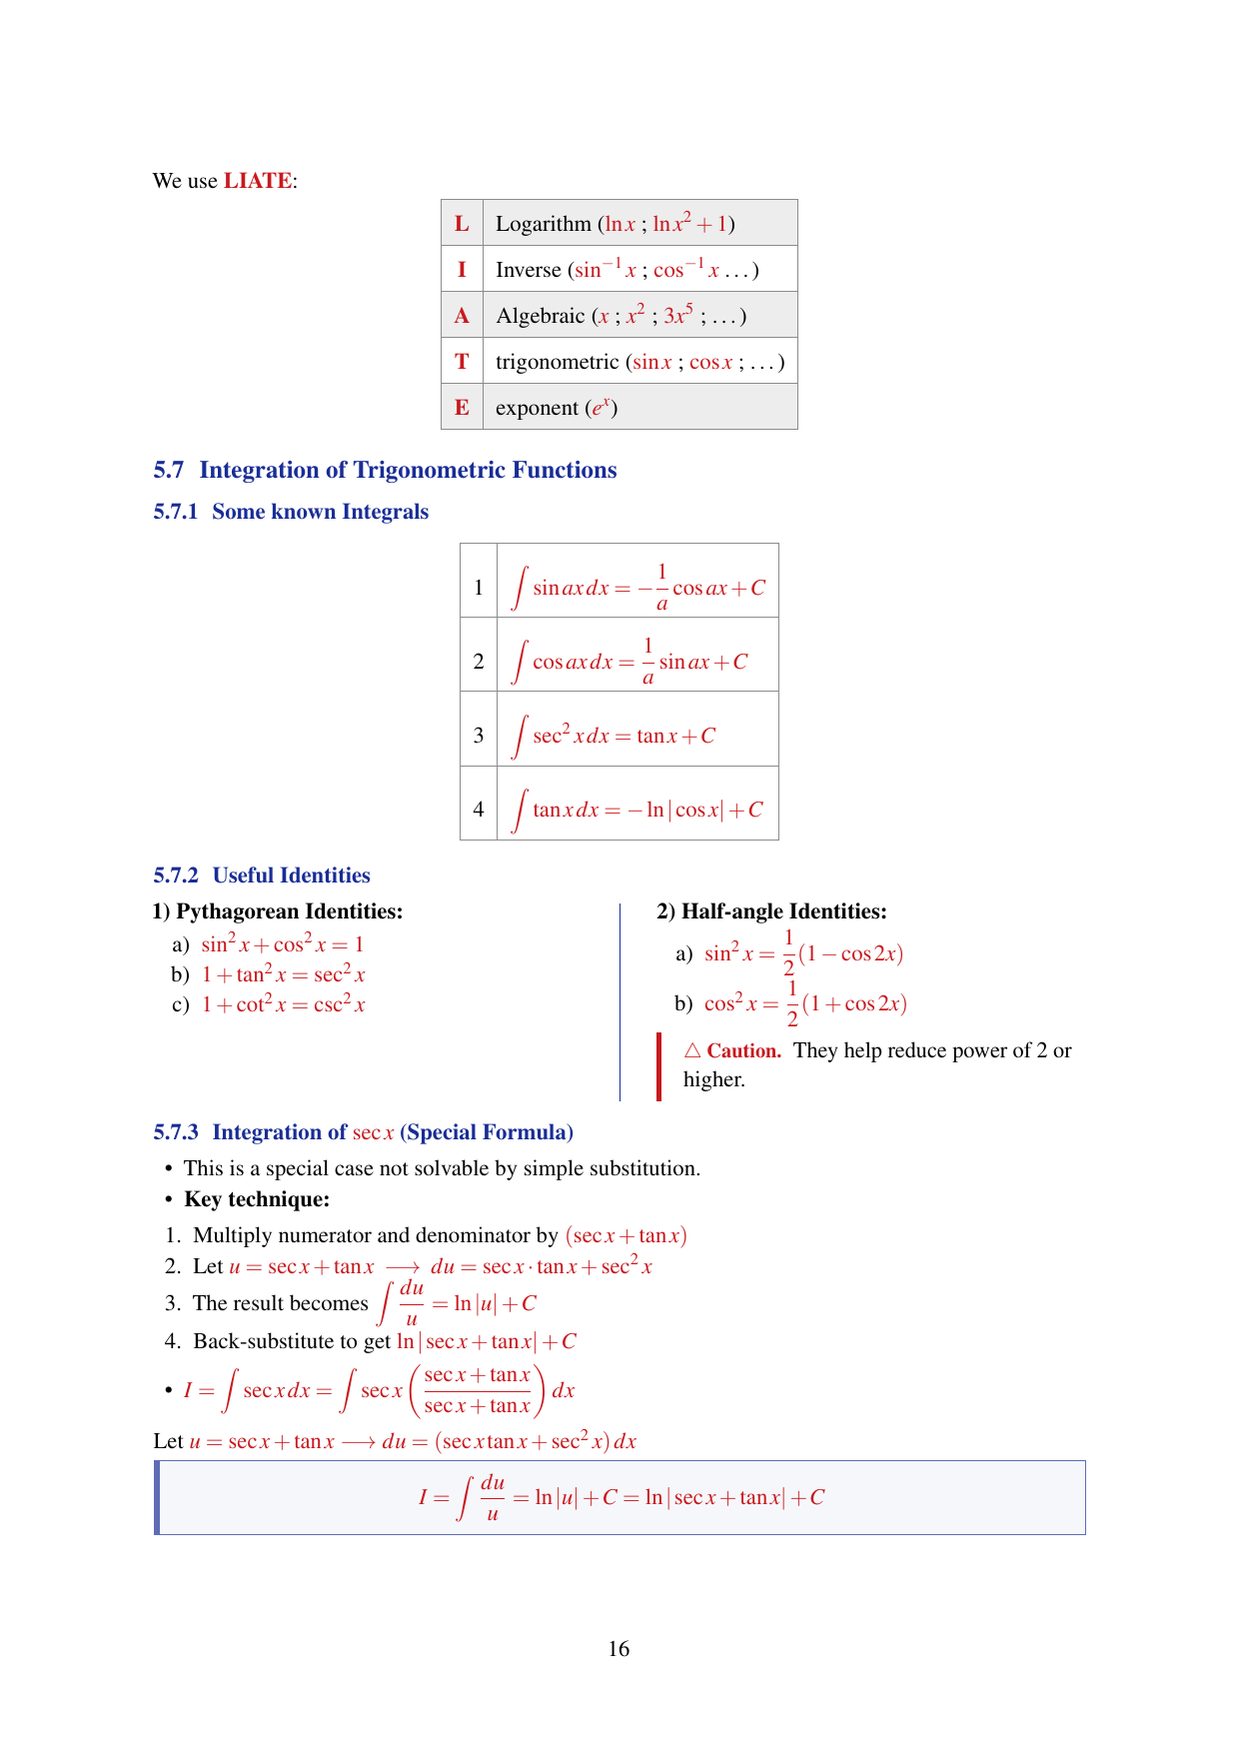 We use LIATE:
L Logarithm (ln x ; ln x² + 1)
I Inverse (sin⁻¹ x ; cos⁻¹ x ...)
A Algebraic (x ; x² ; 3x⁵ ; ...)
T trigonometric (sin x ; cos x ; ...)
E exponent (eˣ)
5.7 Integration of Trigonometric Functions
5.7.1 Some known Integrals
1 ∫ sin ax dx = −1/a cos ax + C
2 ∫ cos ax dx = 1/a sin ax + C
3 ∫ sec² x dx = tan x + C
4 ∫ tan x dx = − ln |cos x| + C
5.7.2 Useful Identities
1) Pythagorean Identities:
a) sin² x + cos² x = 1
b) 1 + tan² x = sec² x
c) 1 + cot² x = csc² x
2) Half-angle Identities:
a) sin² x = 1/2 (1 − cos 2x)
b) cos² x = 1/2 (1 + cos 2x)
△ Caution. They help reduce power of 2 or
higher.
5.7.3 Integration of sec x (Special Formula)
• This is a special case not solvable by simple substitution.
• Key technique:
1. Multiply numerator and denominator by (sec x + tan x)
2. Let u = sec x + tan x ⟶ du = sec x · tan x + sec² x
3. The result becomes ∫ du/u = ln |u| + C
4. Back-substitute to get ln | sec x + tan x| + C
• I = ∫ sec x dx = ∫ sec x ((sec x + tan x)/(sec x + tan x)) dx
Let u = sec x + tan x ⟶ du = (sec x tan x + sec² x) dx
I = ∫ du/u = ln |u| + C = ln | sec x + tan x| + C
16